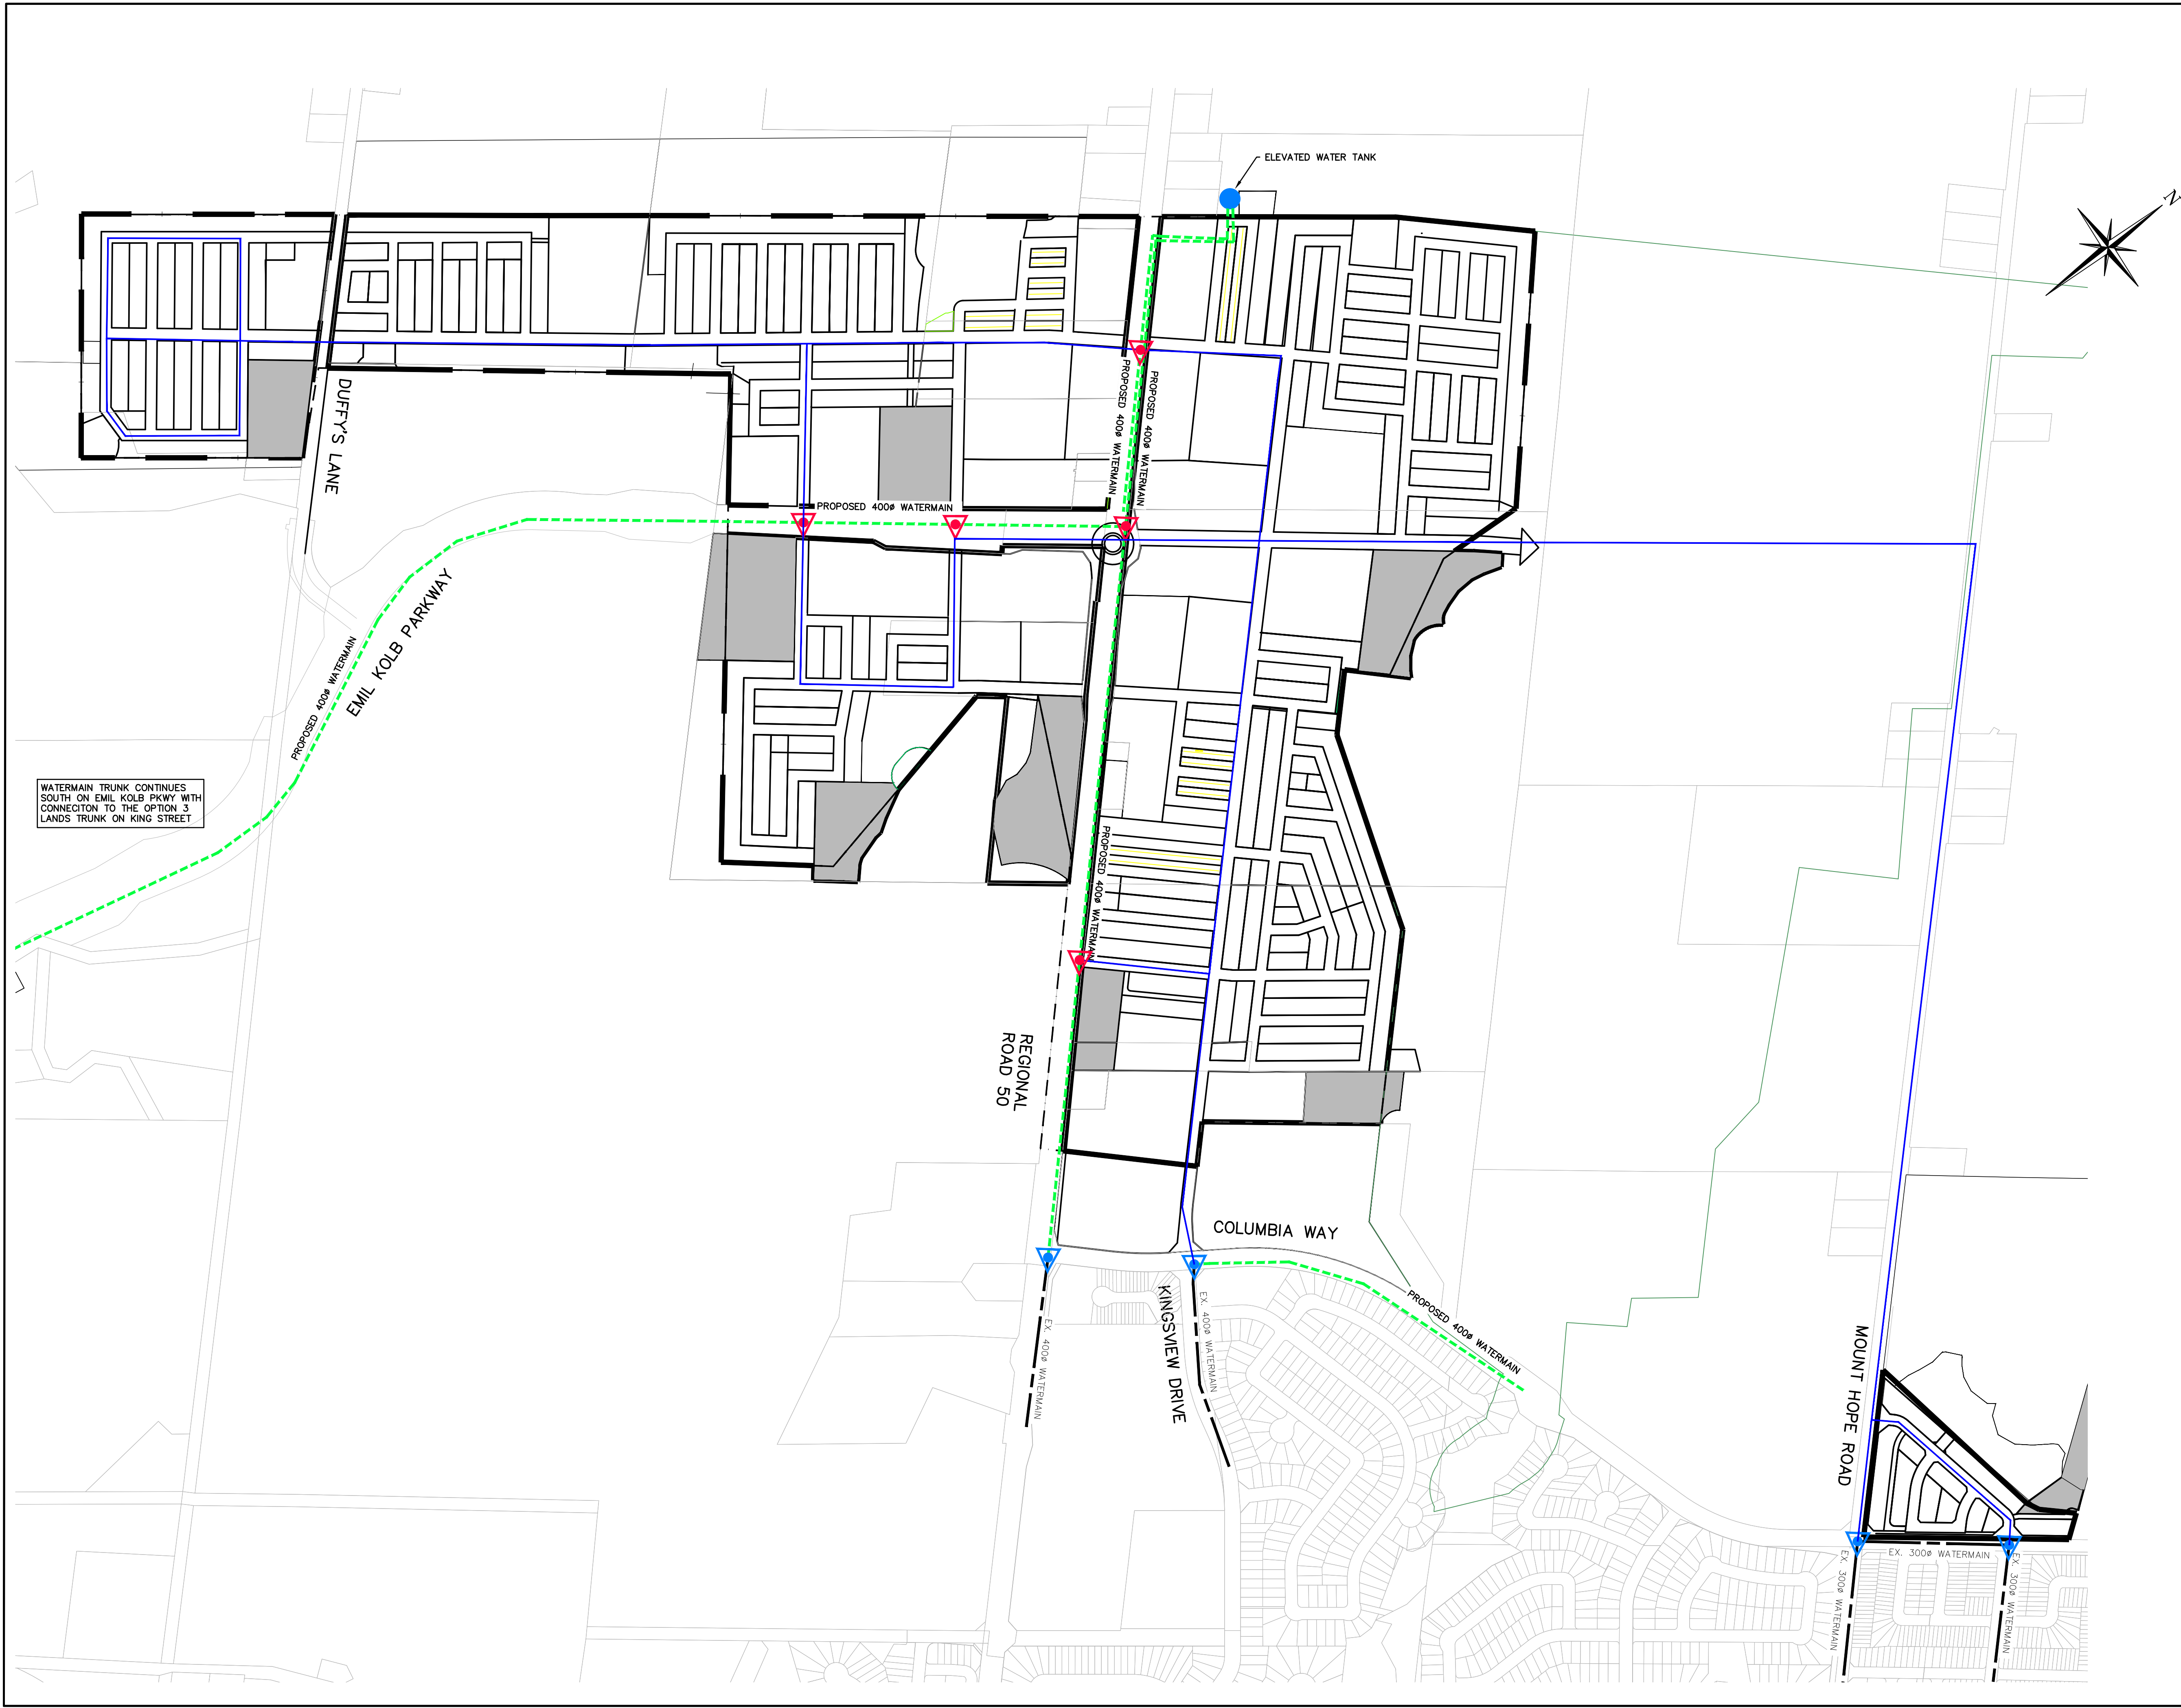 ELEVATED WATER TANK
N
DUFFY'S LANE
PROPOSED 400ø WATERMAIN
PROPOSED 400ø WATERMAIN
PROPOSED 400ø WATERMAIN
EMIL KOLB PARKWAY
PROPOSED 400ø WATERMAIN
WATERMAIN TRUNK CONTINUES
SOUTH ON EMIL KOLB PKWY WITH
CONNECITON TO THE OPTION 3
LANDS TRUNK ON KING STREET
PROPOSED 400ø WATERMAIN
REGIONAL
ROAD 50
COLUMBIA WAY
KINGSVIEW DRIVE
EX. 400ø WATERMAIN
EX. 400ø WATERMAIN
PROPOSED 400ø WATERMAIN
MOUNT HOPE ROAD
EX. 300ø WATERMAIN
EX. 300ø WATERMAIN
EX. 300ø WATERMAIN